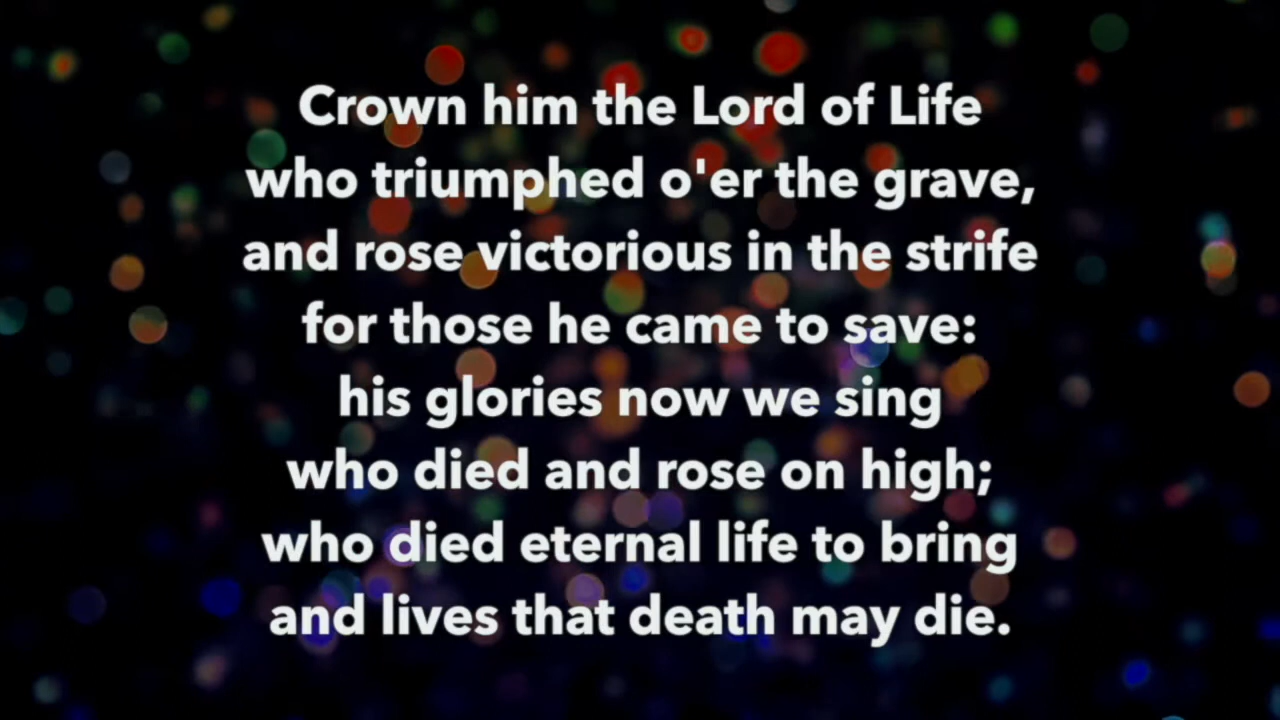 Crown him the Lord of Life
who triumphed o'er the grave,
and rose victorious in the strife
for those he came to save:
his glories now we sing
who died and rose on high;
who died eternal life to bring
and lives that death may die.